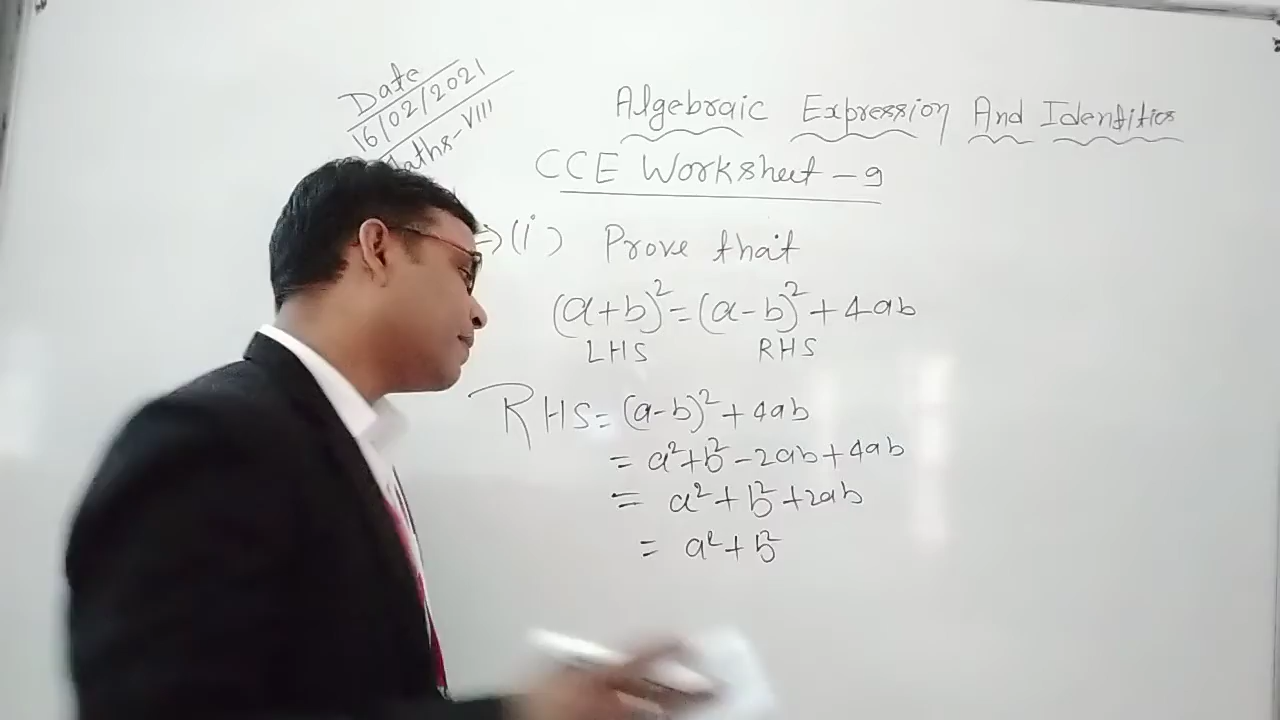 Date
16/02/2021
Maths-VIII
Algebraic Expression And Identities
CCE Worksheet - 9
⇒(i) Prove that
(a+b)²=(a-b)²+4ab
LHS RHS
RHS=(a-b)²+4ab
= a²+b²-2ab+4ab
= a²+b²+2ab
= a²+b²